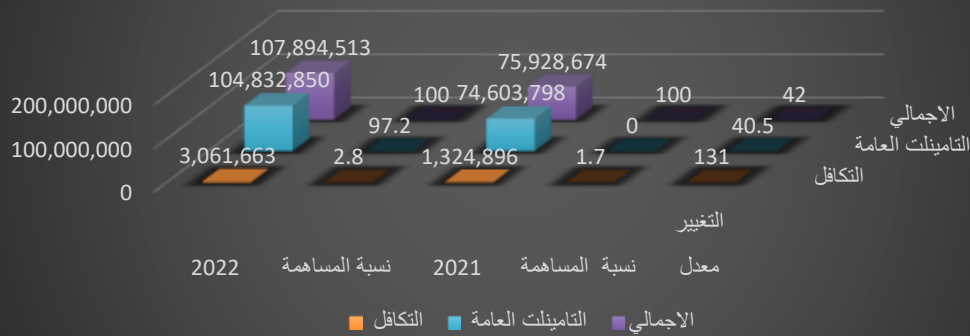 107,894,513
75,928,674
104,832,850
100
74,603,798
100
42
200,000,000
97.2
0
40.5
الاجمالي
100,000,000
3,061,663
2.8
1,324,896
1.7
131
التامينلت العامة
0
التكافل
التغيير
2022
نسبة المساهمة
2021
نسبة المساهمة
معدل
التكافل
التامينلت العامة
الاجمالي